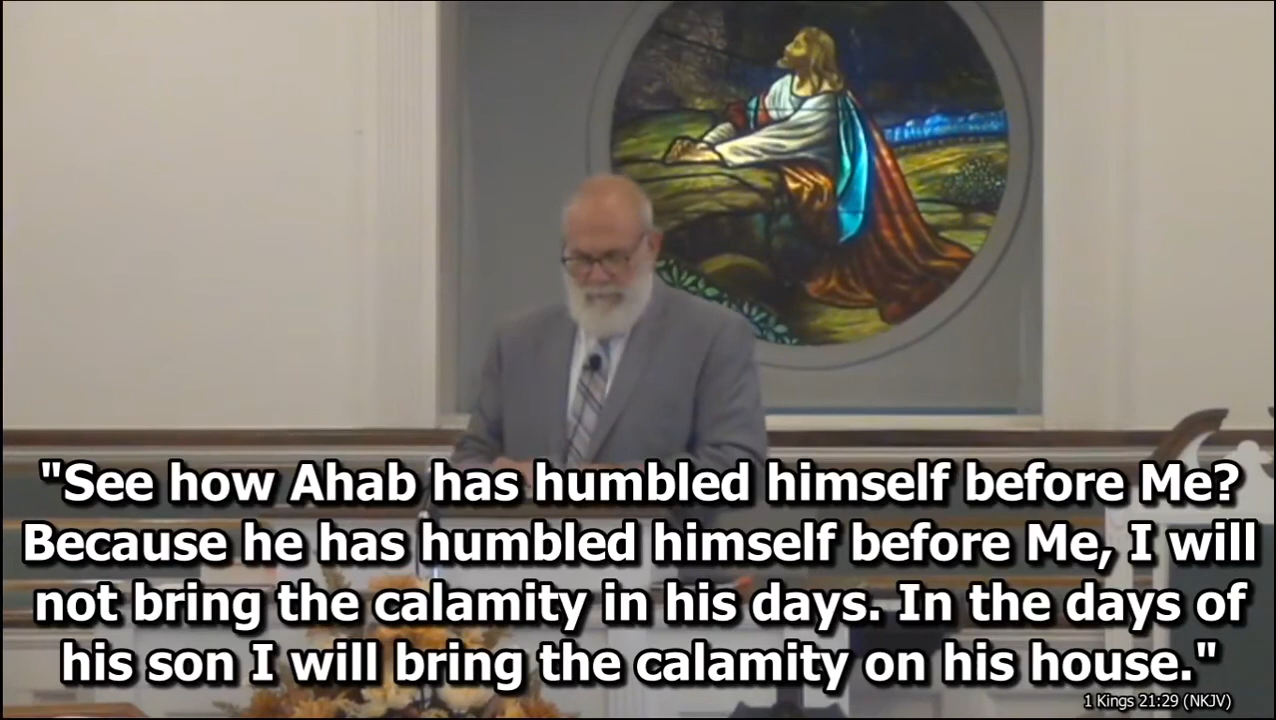 "See how Ahab has humbled himself before Me?
Because he has humbled himself before Me, I will
not bring the calamity in his days. In the days of
his son I will bring the calamity on his house."
1 Kings 21:29 (NKJV)